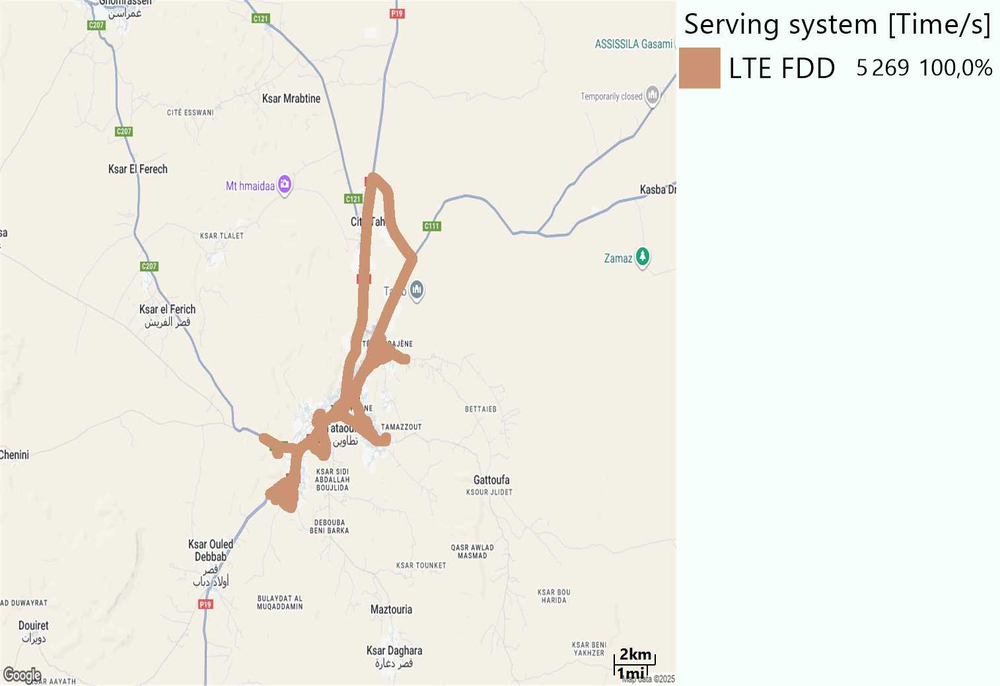 Ghomrassen
غمراسن
C207
C121
P19
ASSISSILA Gasami
Serving system [Time/s]
LTE FDD 5 269 100,0%
Ksar Mrabtine
Temporarily closed
CITÉ ESSWANI
C207
Ksar El Ferech
Mt hmaidaa
Kasba Dr
C121
C111
KSAR TLALET
Zamaz
C207
Ksar el Ferich
قصر الفريش
BETTAIEB
TAMAZZOUT
تطاوين
Chenini
KSAR SIDI
ABDALLAH
BOUJLIDA
Gattoufa
KSOUR JLIDET
DEBOUBA
BENI BARKA
Ksar Ouled
Debbab
قصر
أولاد دباب
QASR AWLAD
MASMAD
KSAR TOUNKET
KSAR BOU
HARIDA
BULAYDAT AL
MUQADDAMIN
AD DUWAYRAT
P19
Maztouria
Douiret
دويرات
Ksar Daghara
قصر دغارة
KSAR BENI
YAKHZER
2km
1mi
Google
KSAR AAYATH
Map data ©2025